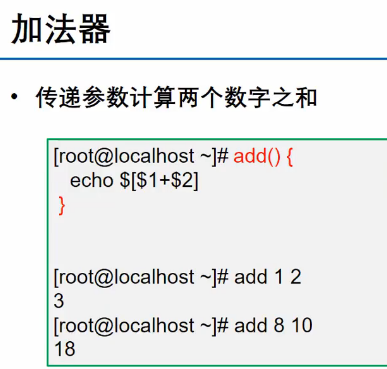 加法器
• 传递参数计算两个数字之和
[root@localhost ~]# add() {
echo $[$1+$2]
}
[root@localhost ~]# add 1 2
3
[root@localhost ~]# add 8 10
18